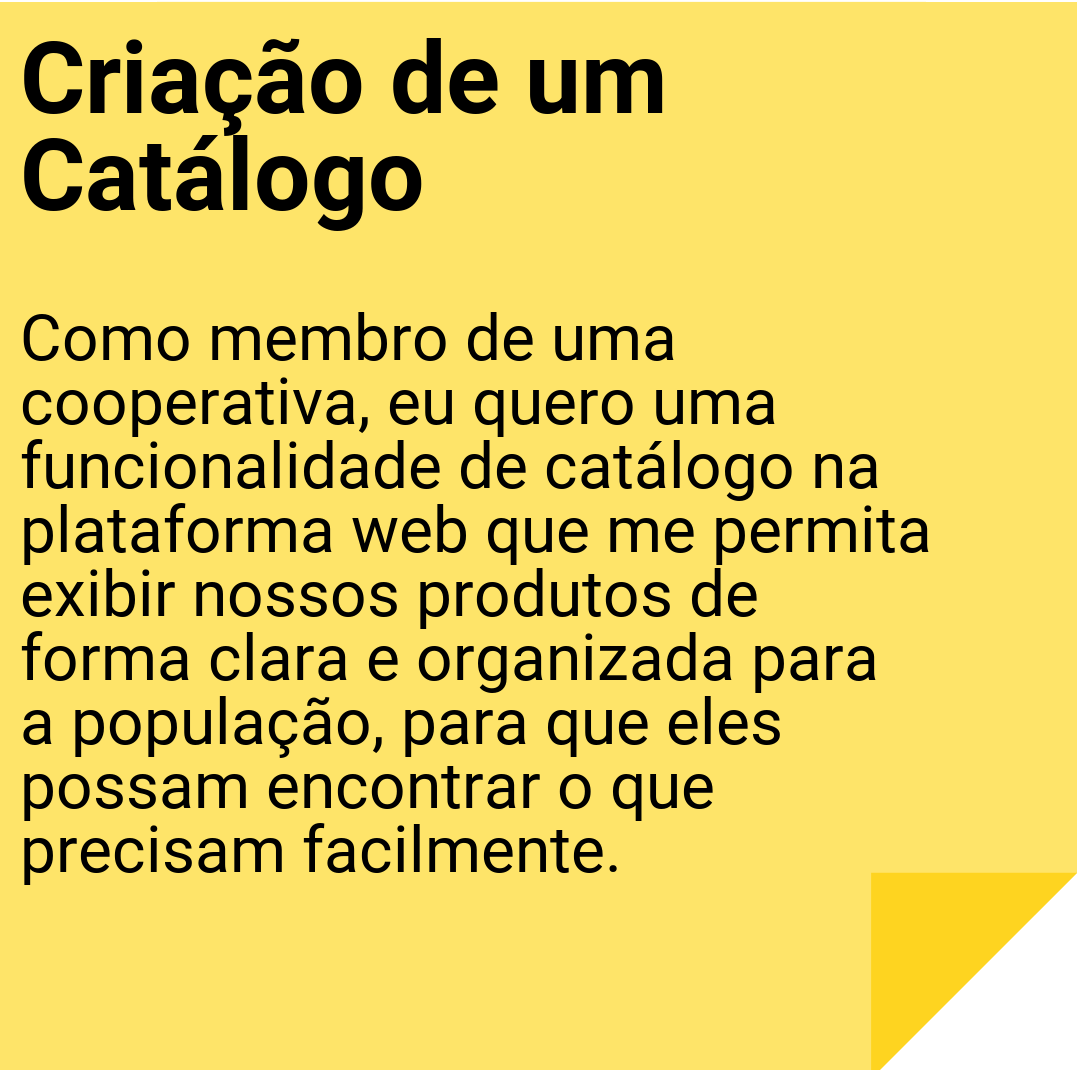 Criação de um
Catálogo
Como membro de uma
cooperativa, eu quero uma
funcionalidade de catálogo na
plataforma web que me permita
exibir nossos produtos de
forma clara e organizada para
a população, para que eles
possam encontrar o que
precisam facilmente.